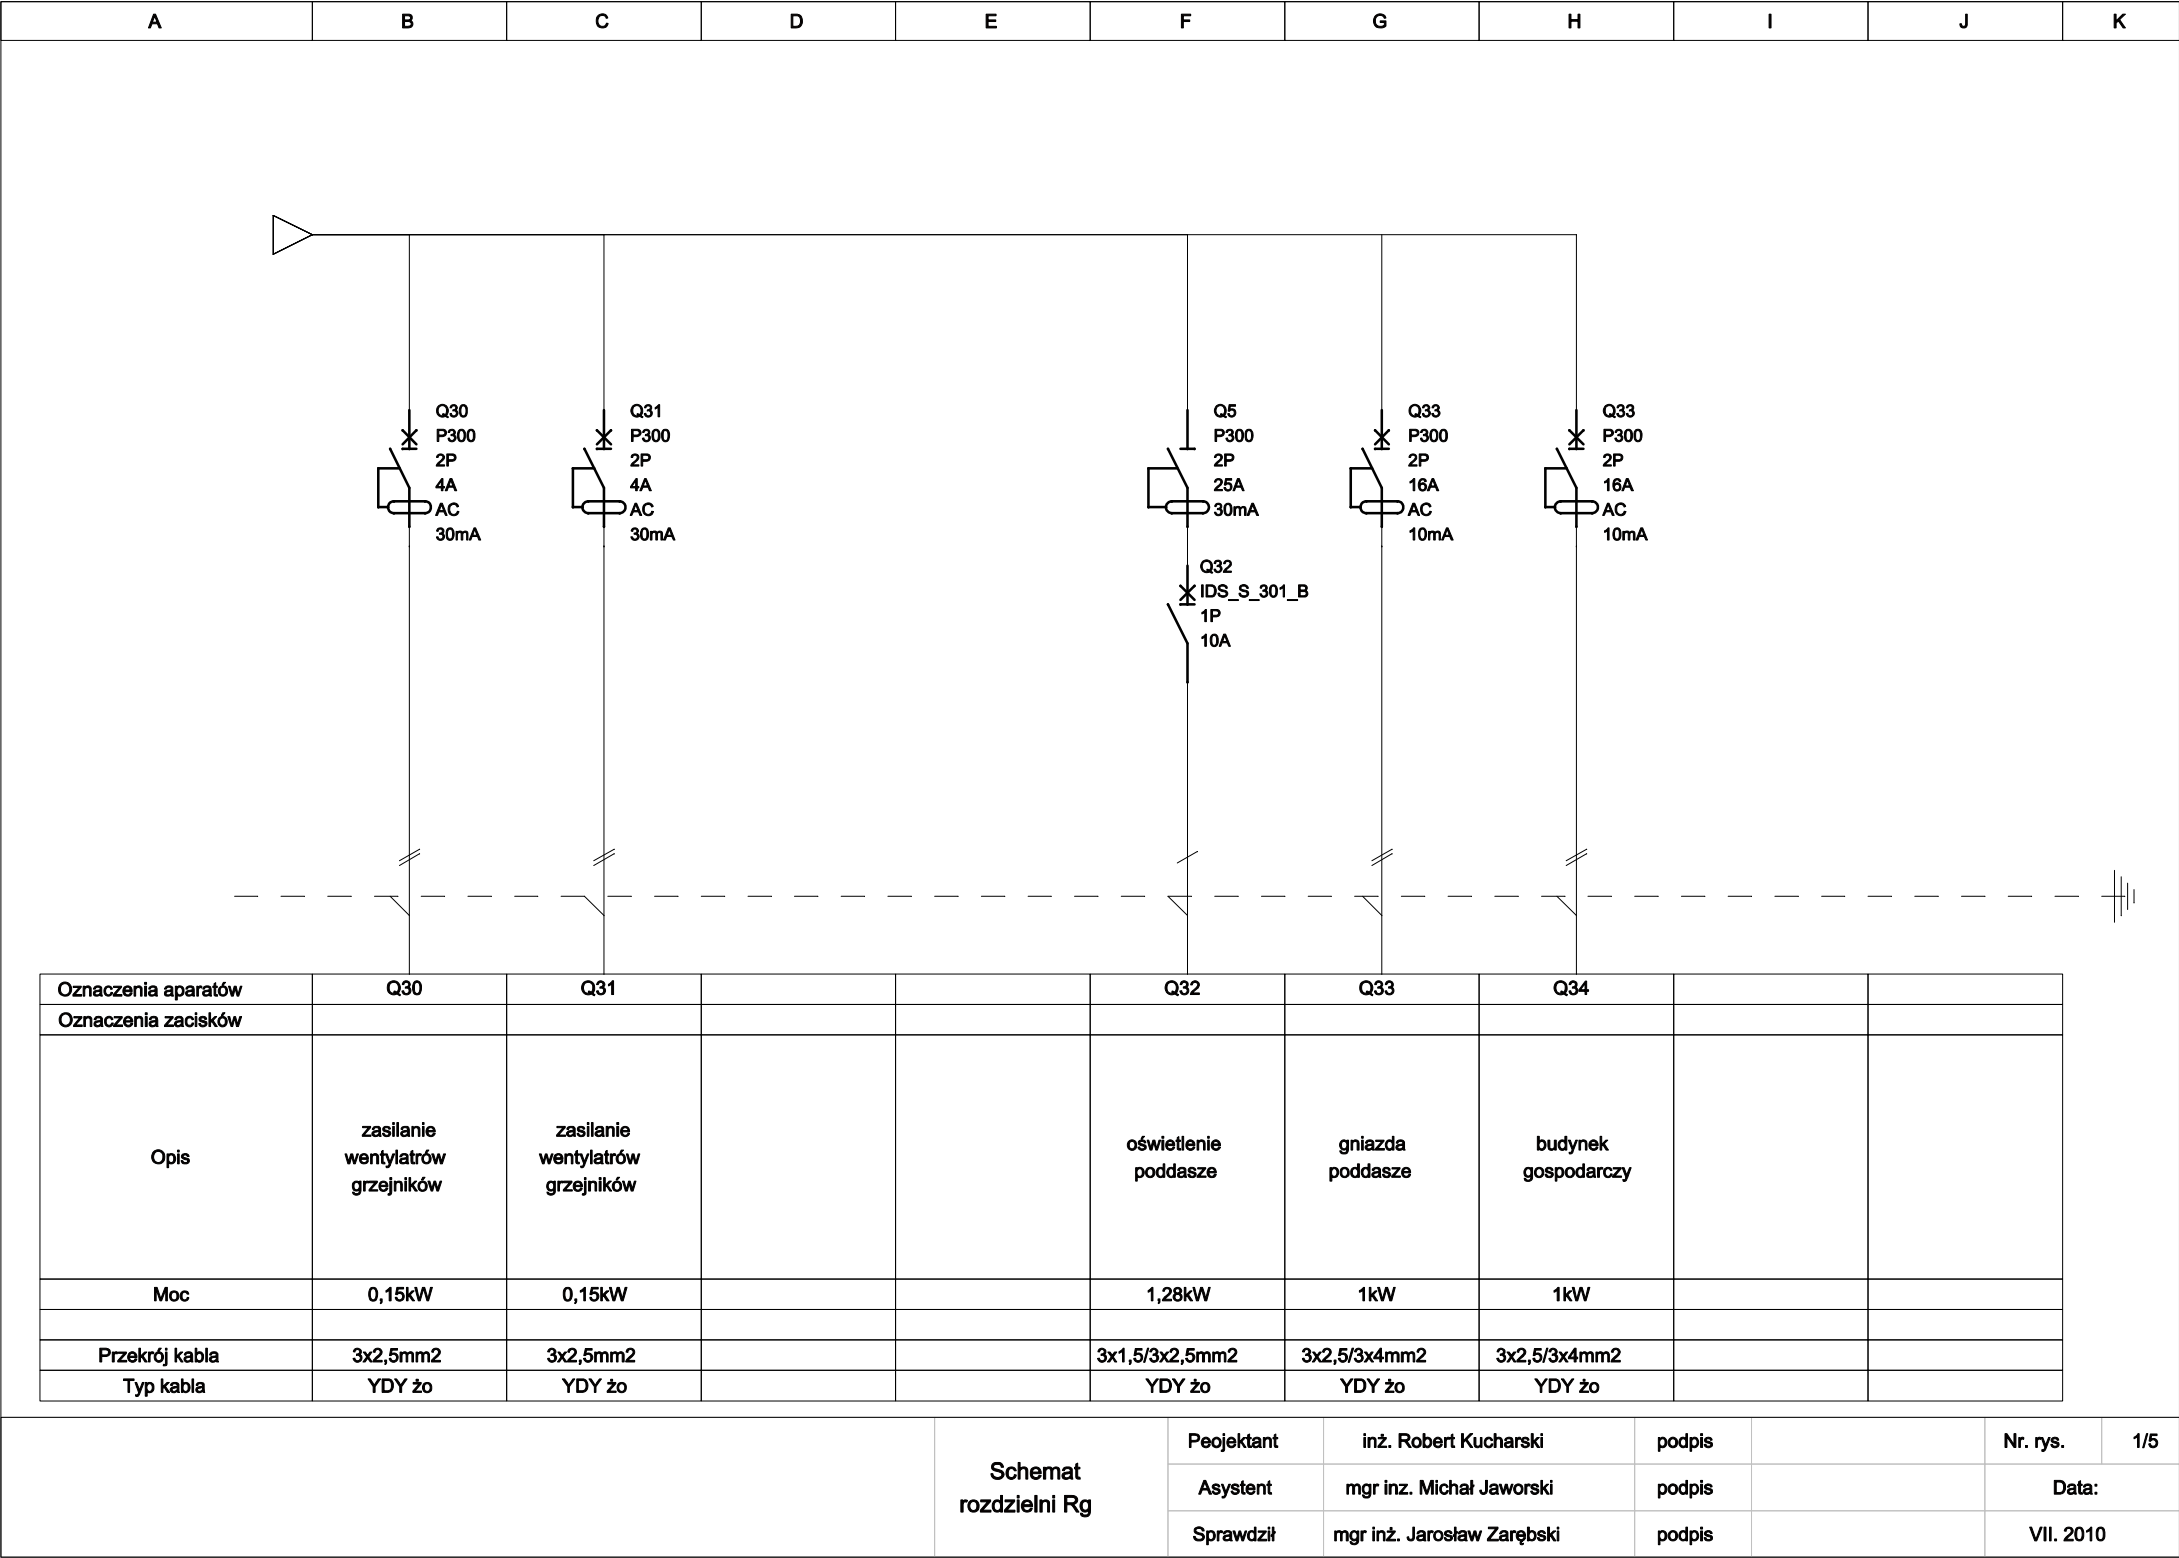 A B C D E F G H I J K
Q30
P300
2P
4A
AC
30mA
Q31
P300
2P
4A
AC
30mA
Q5
P300
2P
25A
30mA
Q32
IDS_S_301_B
1P
10A
Q33
P300
2P
16A
AC
10mA
Q33
P300
2P
16A
AC
10mA
Oznaczenia aparatów Q30 Q31 Q32 Q33 Q34
Oznaczenia zacisków
Opis
zasilanie
wentylatrów
grzejników
zasilanie
wentylatrów
grzejników
oświetlenie
poddasze
gniazda
poddasze
budynek
gospodarczy
Moc 0,15kW 0,15kW 1,28kW 1kW 1kW
Przekrój kabla 3x2,5mm2 3x2,5mm2 3x1,5/3x2,5mm2 3x2,5/3x4mm2 3x2,5/3x4mm2
Typ kabla YDY żo YDY żo YDY żo YDY żo YDY żo
Schemat
rozdzielni Rg
Peojektant inż. Robert Kucharski podpis Nr. rys. 1/5
Asystent mgr inz. Michał Jaworski podpis Data:
Sprawdził mgr inż. Jarosław Zarębski podpis VII. 2010